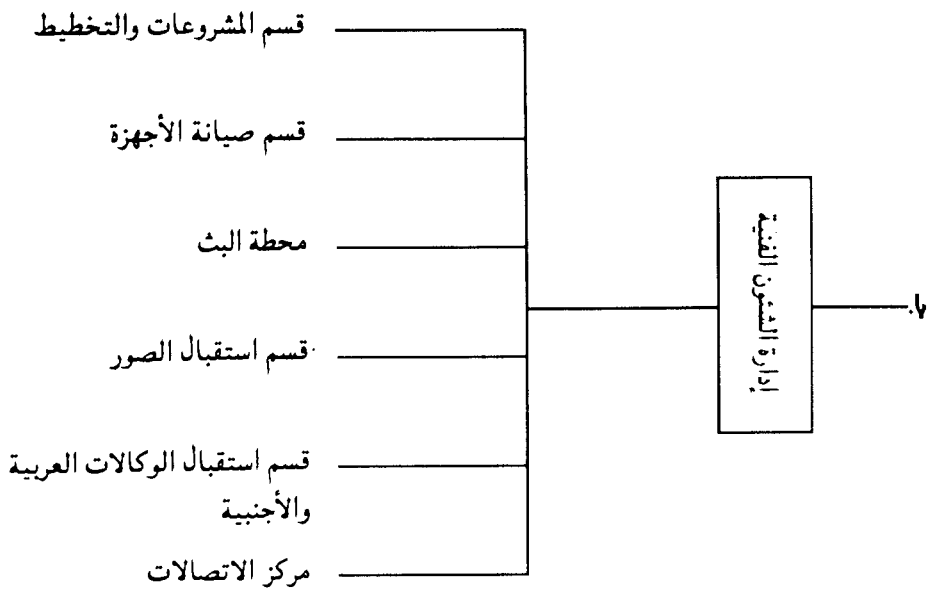 إدارة الشئون الفنية
قسم المشروعات والتخطيط
قسم صيانة الأجهزة
محطة البث
قسم استقبال الصور
قسم استقبال الوكالات العربية
والأجنبية
مركز الاتصالات